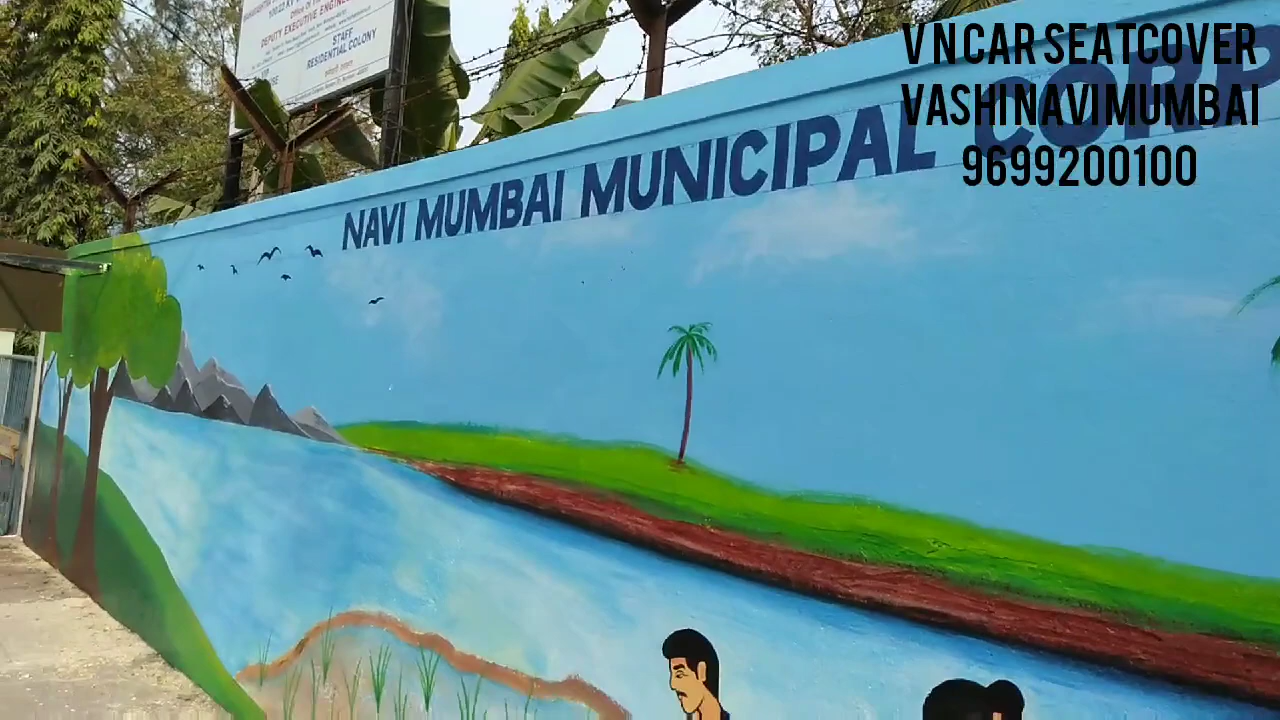 DEPUTY EXECUTIVE ENGINEER
STAFF
RESIDENTIAL COLONY
V N CAR SEATCOVER
VASHI NAVI MUMBAI
9699200100
NAVI MUMBAI MUNICIPAL CORP